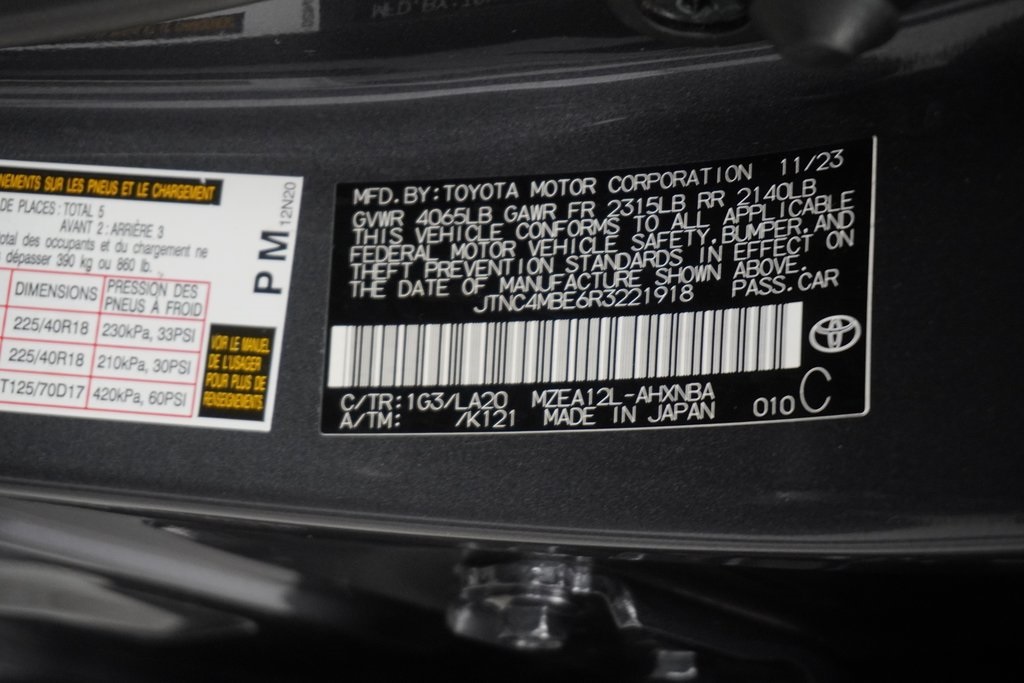 NEMENTS SUR LES PNEUS ET LE CHARGEMENT
DE PLACES: TOTAL 5
AVANT 2: ARRIÈRE 3
total des occupants et du chargement ne
dépasser 390 kg ou 860 lb.
DIMENSIONS PRESSION DES PNEUS À FROID
225/40R18 230kPa, 33PSI
225/40R18 210kPa, 30PSI
T125/70D17 420kPa, 60PSI
VOIR LE MANUEL
DE L'USAGER
POUR PLUS DE
RENSEIGNEMENTS
PM 12N20
MFD. BY: TOYOTA MOTOR CORPORATION 11/23
GVWR 4065LB GAWR FR 2315LB RR 2140LB
THIS VEHICLE CONFORMS TO ALL APPLICABLE
FEDERAL MOTOR VEHICLE SAFETY, BUMPER, AND
THEFT PREVENTION STANDARDS IN EFFECT ON
THE DATE OF MANUFACTURE SHOWN ABOVE.
JTNC4MBE6R3221918 PASS. CAR
C/TR: 1G3/LA20 MZEA12L-AHXNBA
A/TM: /K121 MADE IN JAPAN 010 C